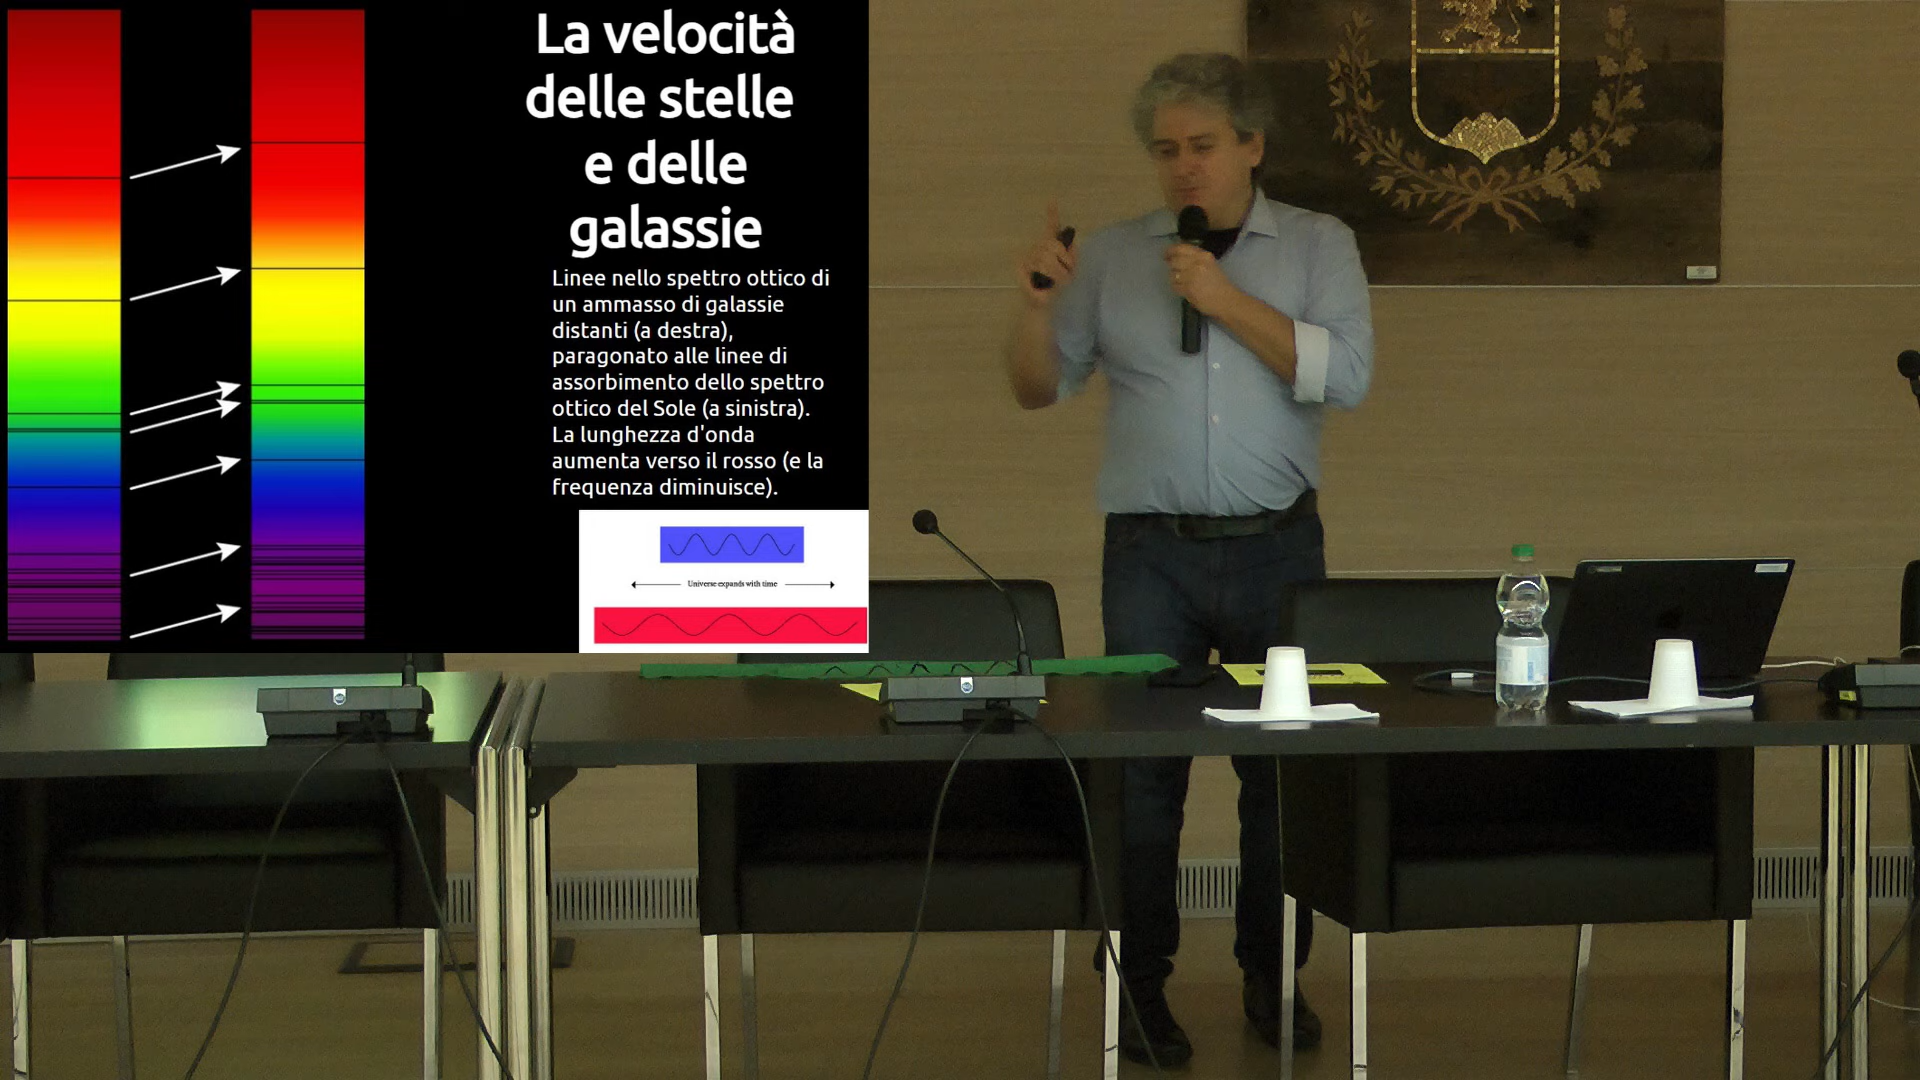 La velocità
delle stelle
e delle
galassie
Linee nello spettro ottico di
un ammasso di galassie
distanti (a destra),
paragonato alle linee di
assorbimento dello spettro
ottico del Sole (a sinistra).
La lunghezza d'onda
aumenta verso il rosso (e la
frequenza diminuisce).
Universe expands with time